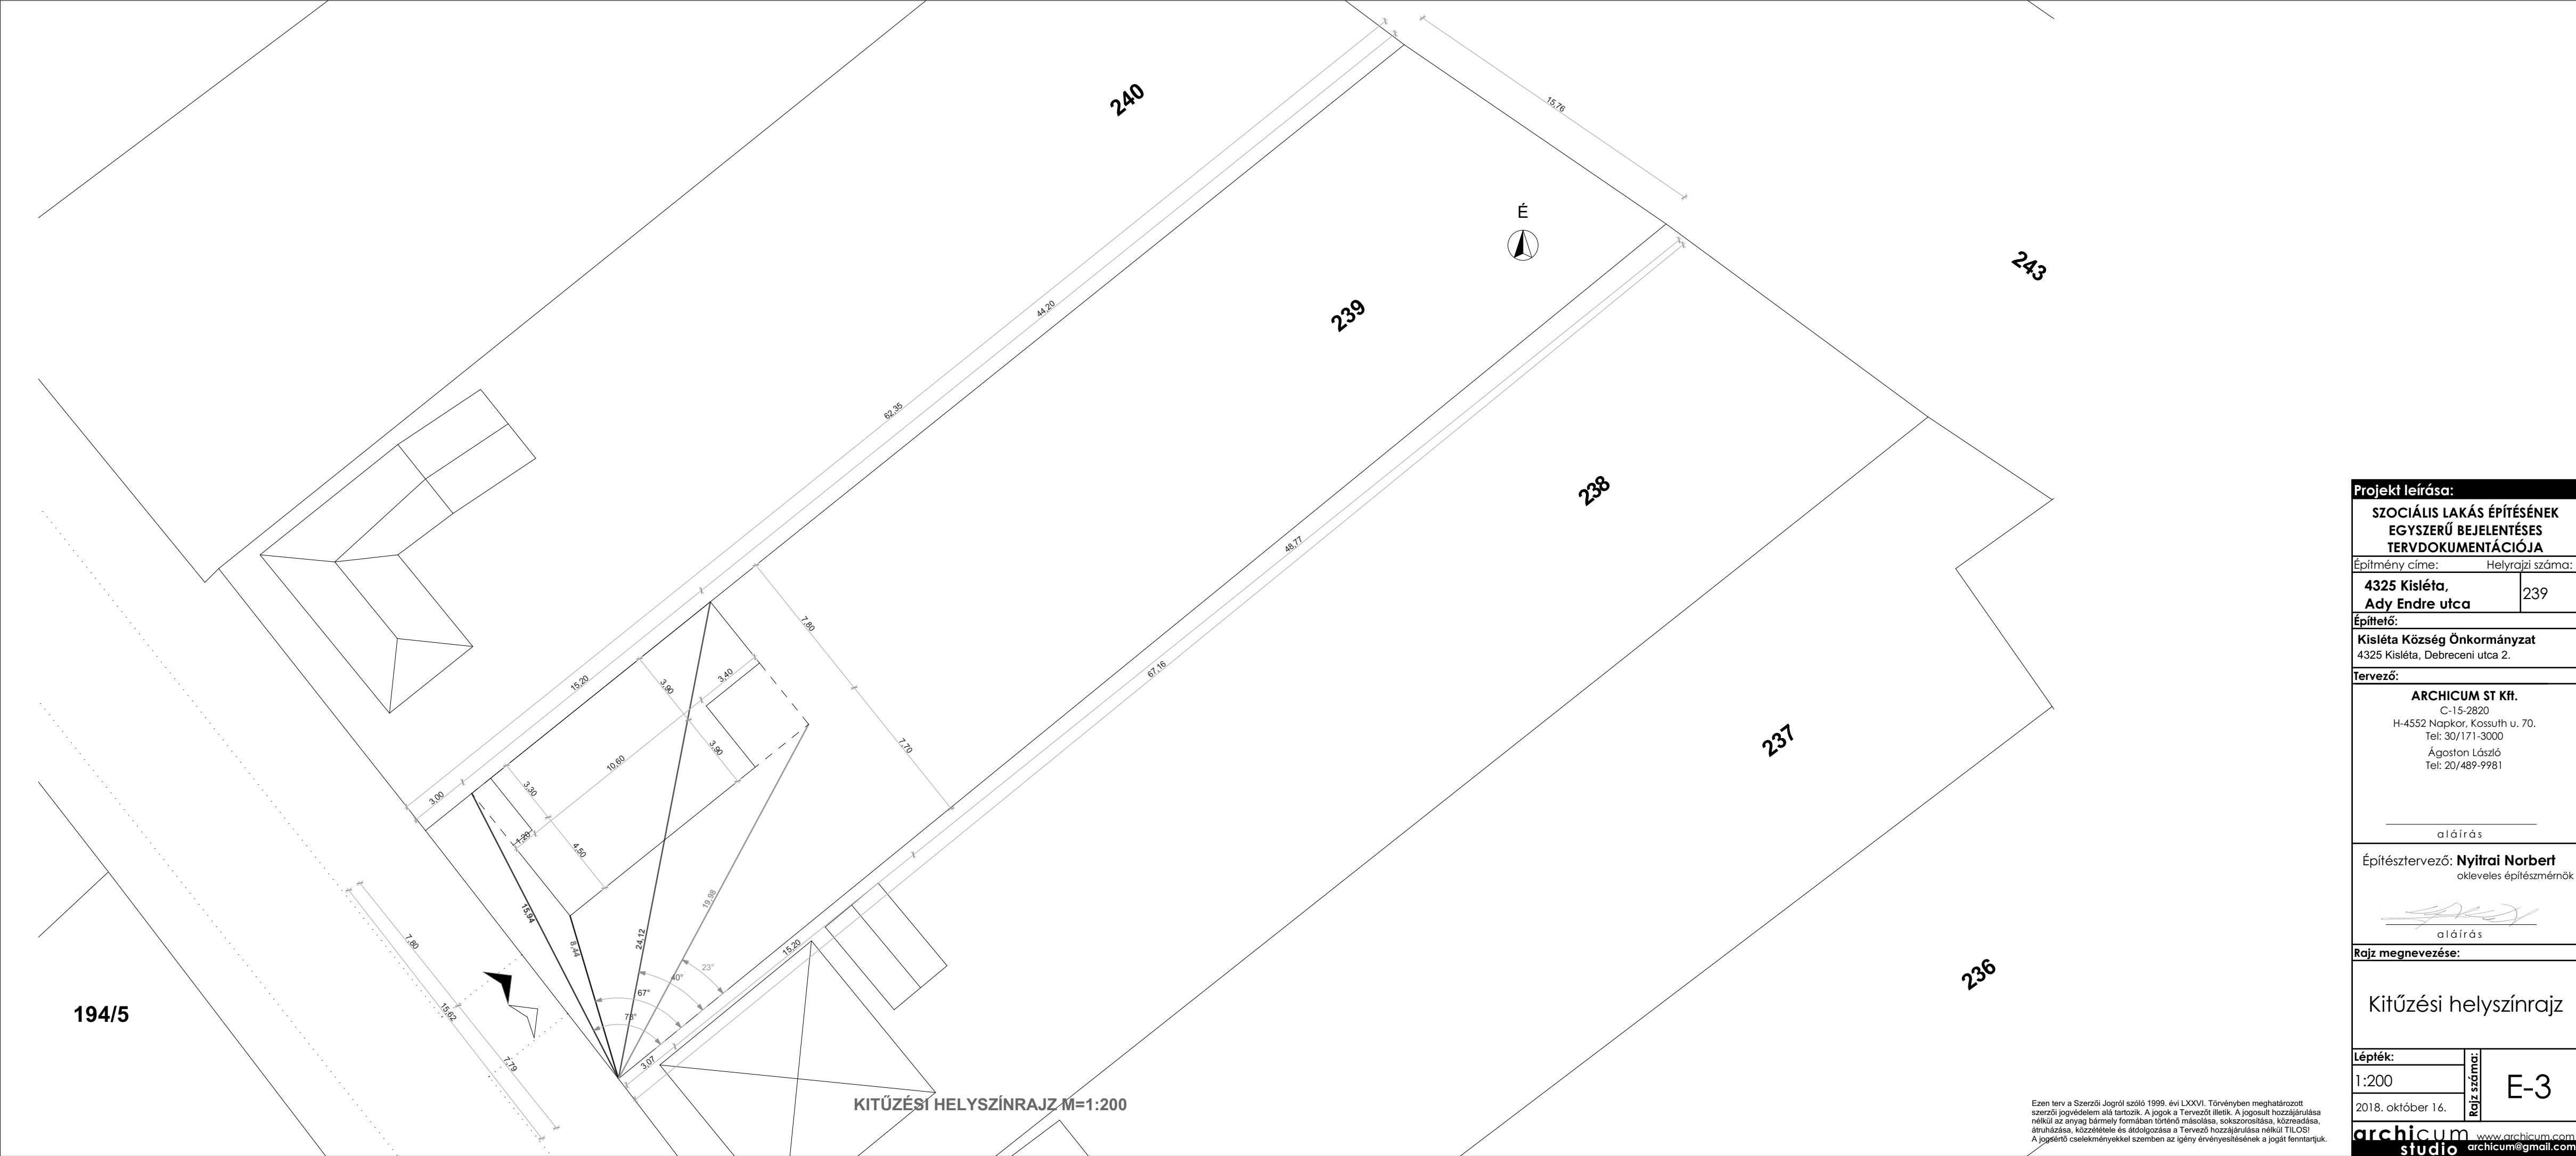 240
15,76
É
243
44,20
239
62,35
238
48,77
7,80
67,16
15,20
3,90
3,40
3,90
7,70
10,60
237
3,00
3,30
1,20
4,50
15,94
19,98
8,44
24,12
7,80
15,20
23°
40°
67°
236
194/5
15,62
7,79
3,07
KITŰZÉSI HELYSZÍNRAJZ M=1:200
Ezen terv a Szerzői Jogról szóló 1999. évi LXXVI. Törvényben meghatározott
szerzői jogvédelem alá tartozik. A jogok a Tervezőt illetik. A jogosult hozzájárulása
nélkül az anyag bármely formában történő másolása, sokszorosítása, közreadása,
átruházása, közzététele és átdolgozása a Tervező hozzájárulása nélkül TILOS!
A jogsértő cselekményekkel szemben az igény érvényesítésének a jogát fenntartjuk.
Projekt leírása:
SZOCIÁLIS LAKÁS ÉPÍTÉSÉNEK
EGYSZERŰ BEJELENTÉSES
TERVDOKUMENTÁCIÓJA
Építmény címe: Helyrajzi száma:
4325 Kisléta,
Ady Endre utca
239
Építtető:
Kisléta Község Önkormányzat
4325 Kisléta, Debreceni utca 2.
Tervező:
ARCHICUM ST Kft.
C-15-2820
H-4552 Napkor, Kossuth u. 70.
Tel: 30/171-3000
Ágoston László
Tel: 20/489-9981
aláírás
Építésztervező: Nyitrai Norbert
okleveles építészmérnök
aláírás
Rajz megnevezése:
Kitűzési helyszínrajz
Lépték:
1:200
2018. október 16.
Rajz száma:
E-3
archicum www.archicum.com
studio archicum@gmail.com